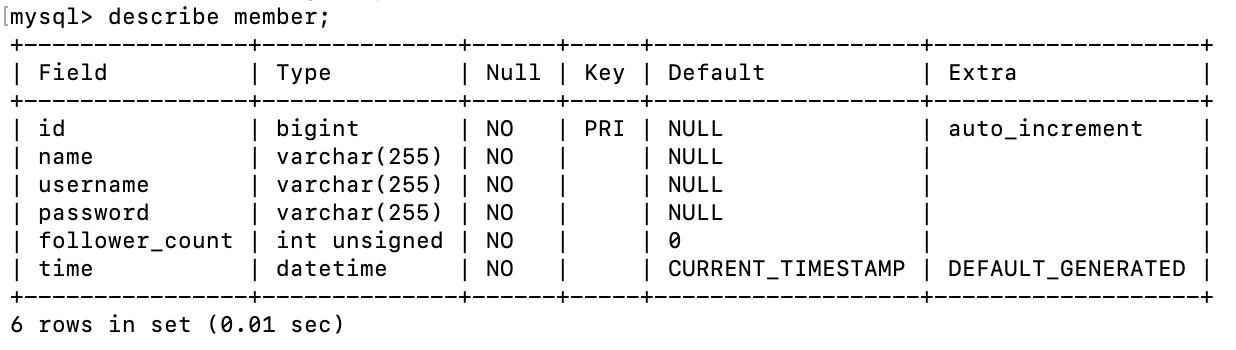 [mysql> describe member;
+----------------+--------------+------+-----+-------------------+-------------------+
| Field          | Type         | Null | Key | Default           | Extra             |
+----------------+--------------+------+-----+-------------------+-------------------+
| id             | bigint       | NO   | PRI | NULL              | auto_increment    |
| name           | varchar(255) | NO   |     | NULL              |                   |
| username       | varchar(255) | NO   |     | NULL              |                   |
| password       | varchar(255) | NO   |     | NULL              |                   |
| follower_count | int unsigned | NO   |     | 0                 |                   |
| time           | datetime     | NO   |     | CURRENT_TIMESTAMP | DEFAULT_GENERATED |
+----------------+--------------+------+-----+-------------------+-------------------+
6 rows in set (0.01 sec)